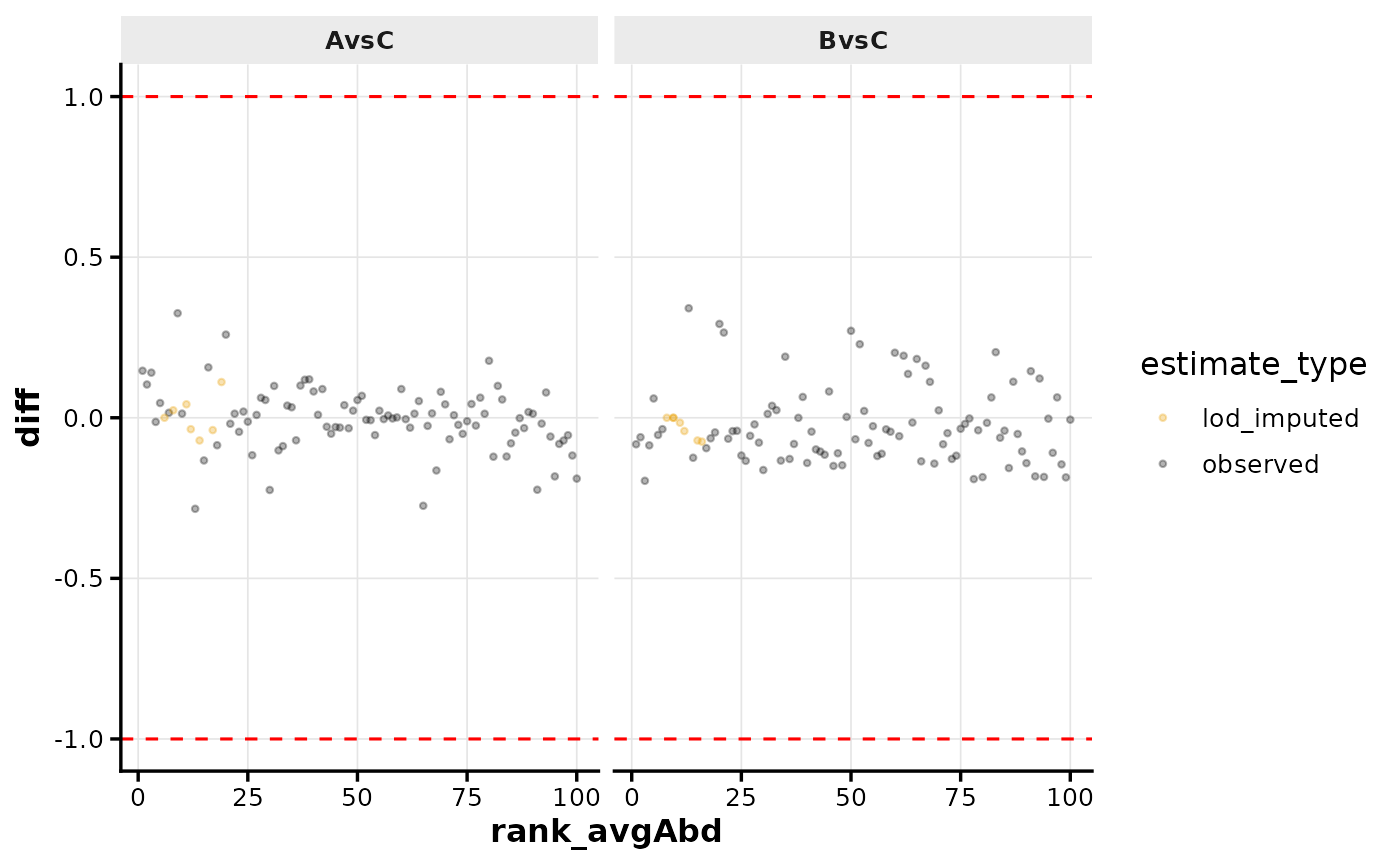 AvsC
BvsC
1.0
0.5
0.0
-0.5
-1.0
diff
0 25 50 75 100
0 25 50 75 100
rank_avgAbd
estimate_type
lod_imputed
observed